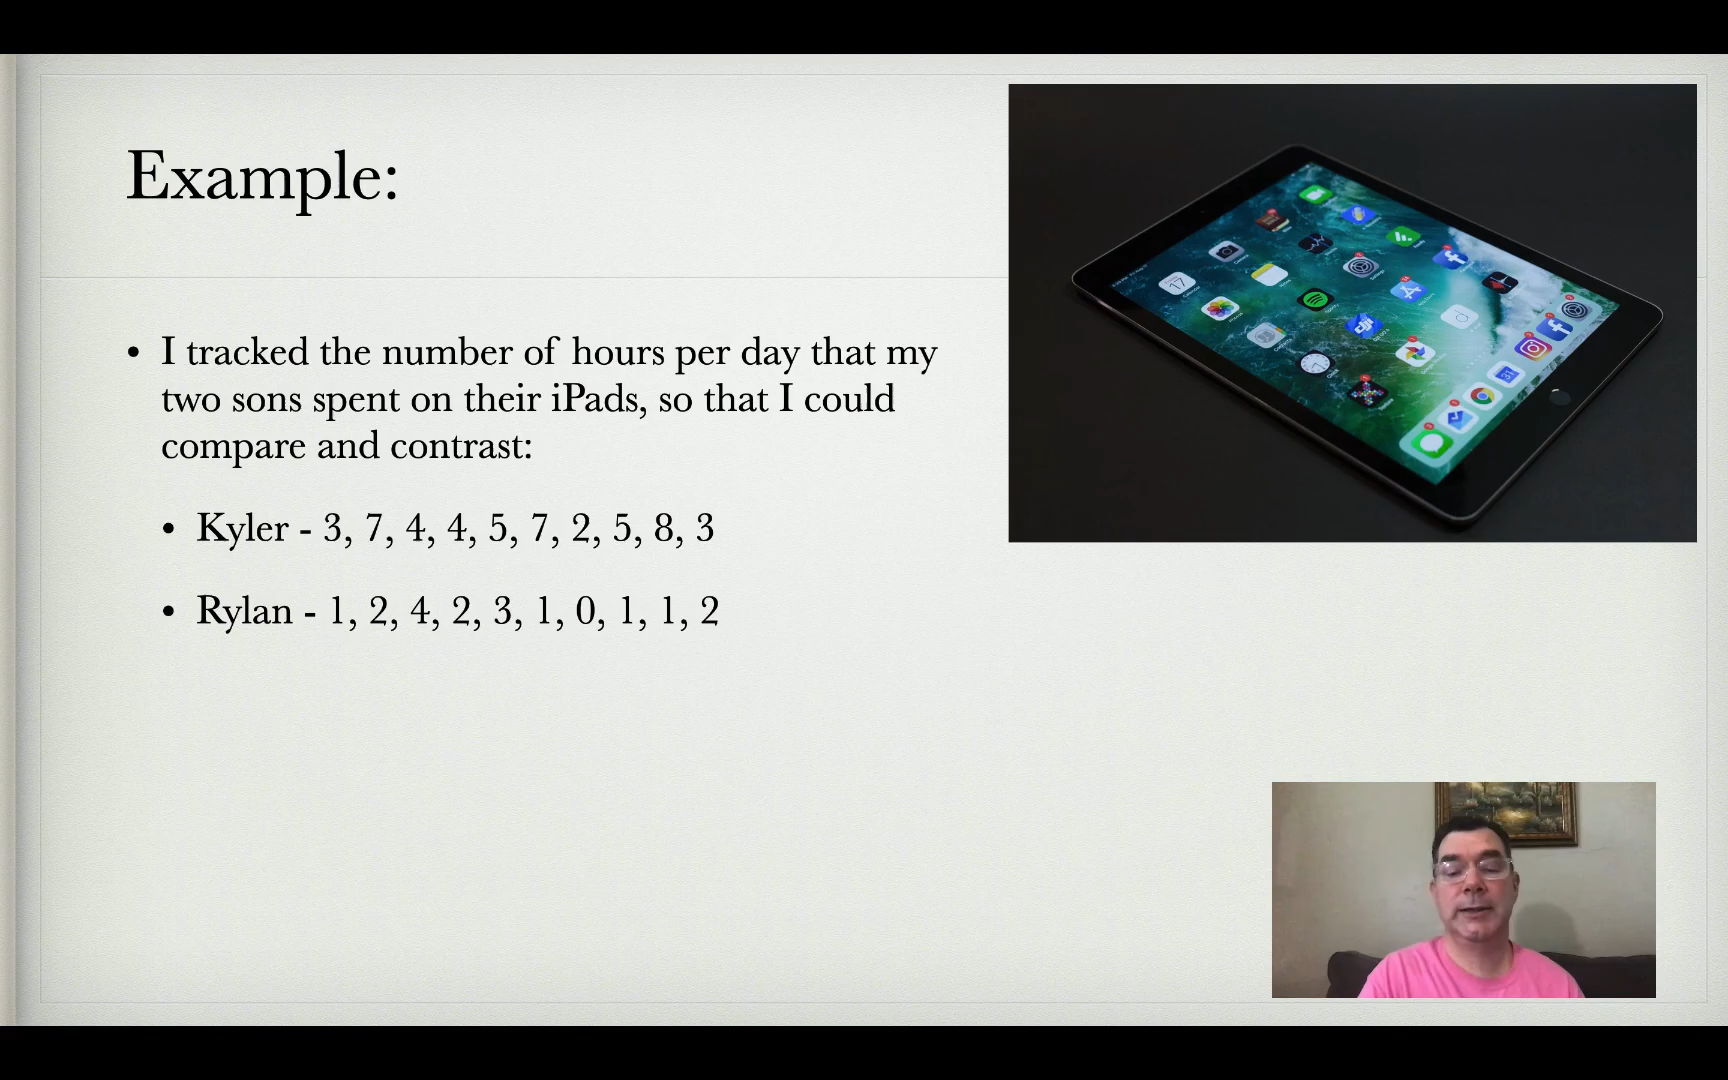 Example:
• I tracked the number of hours per day that my
two sons spent on their iPads, so that I could
compare and contrast:
• Kyler - 3, 7, 4, 4, 5, 7, 2, 5, 8, 3
• Rylan - 1, 2, 4, 2, 3, 1, 0, 1, 1, 2